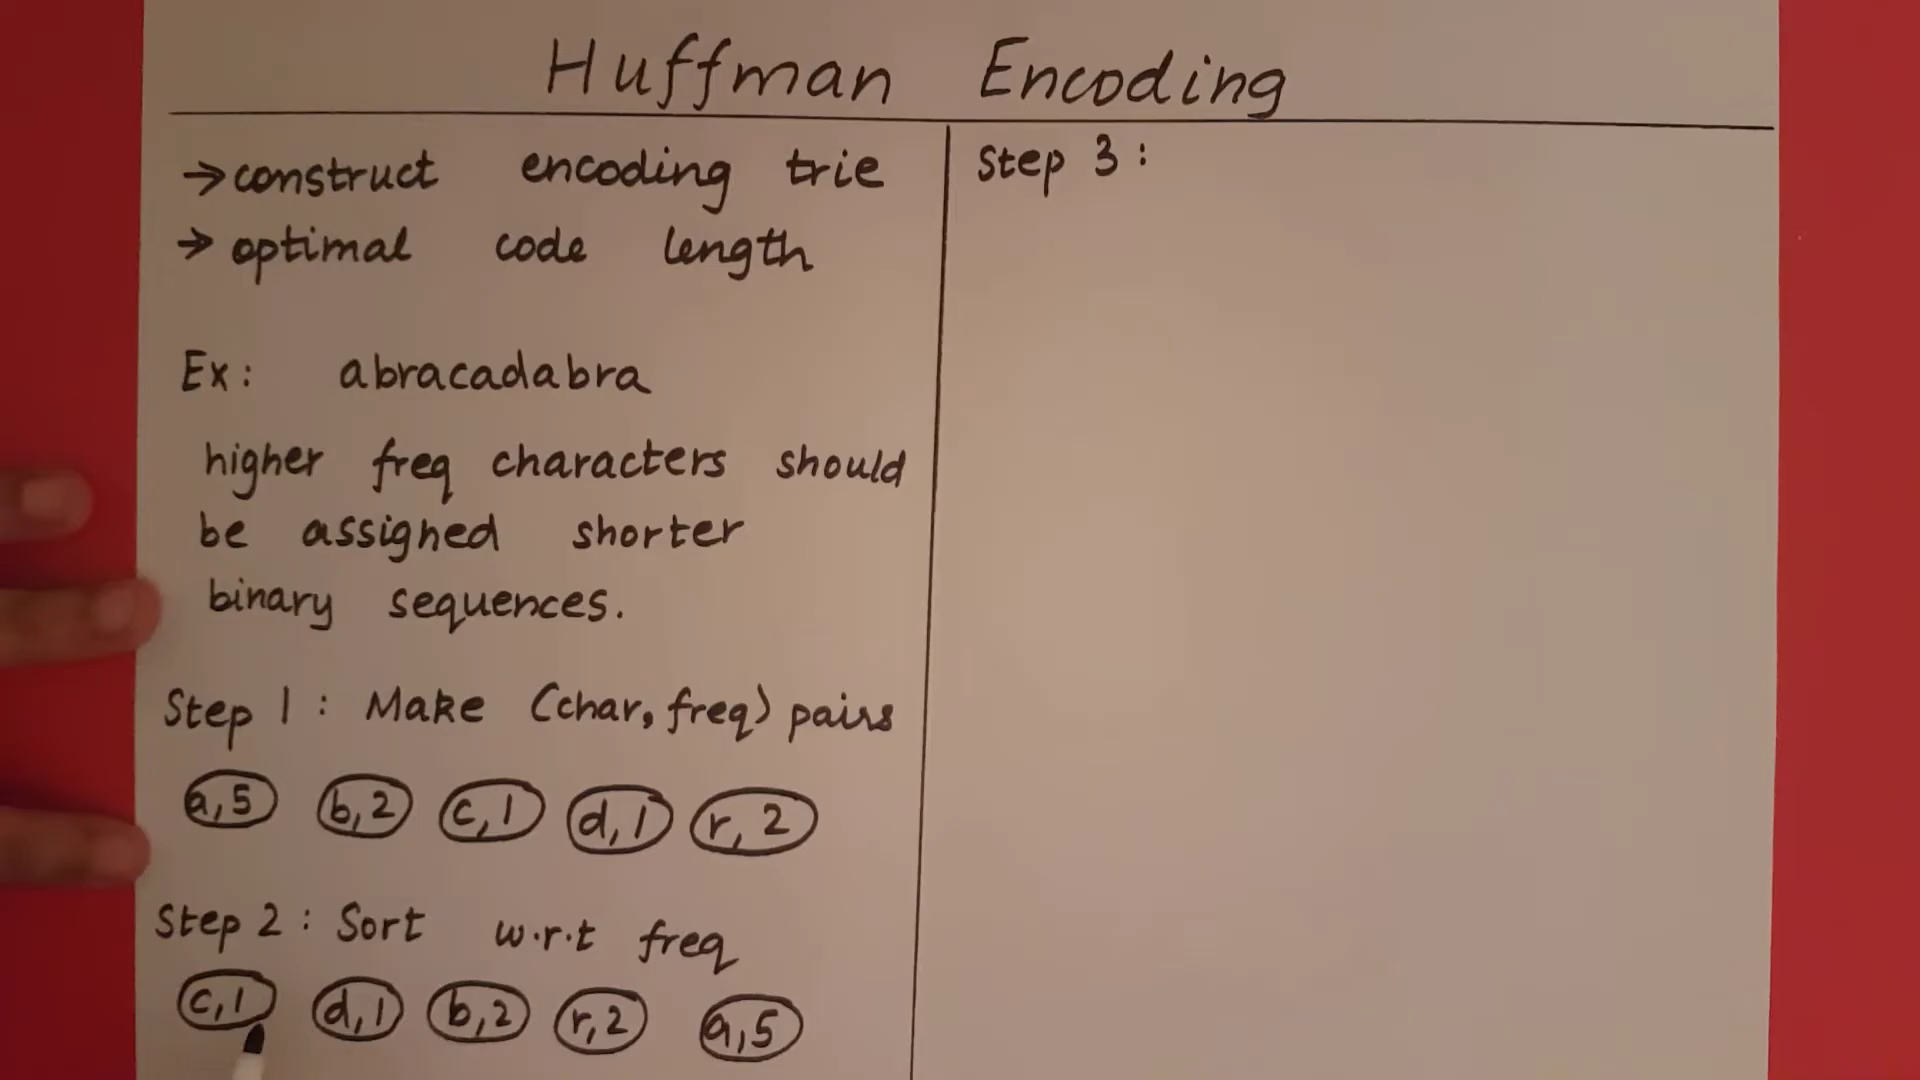 Huffman Encoding
→ construct encoding trie
→ optimal code length
Ex: abracadabra
higher freq characters should
be assigned shorter
binary sequences.
Step 1: Make (char, freq) pairs
a,5 b,2 c,1 d,1 r,2
Step 2: Sort w.r.t freq
c,1 d,1 b,2 r,2 a,5
Step 3: